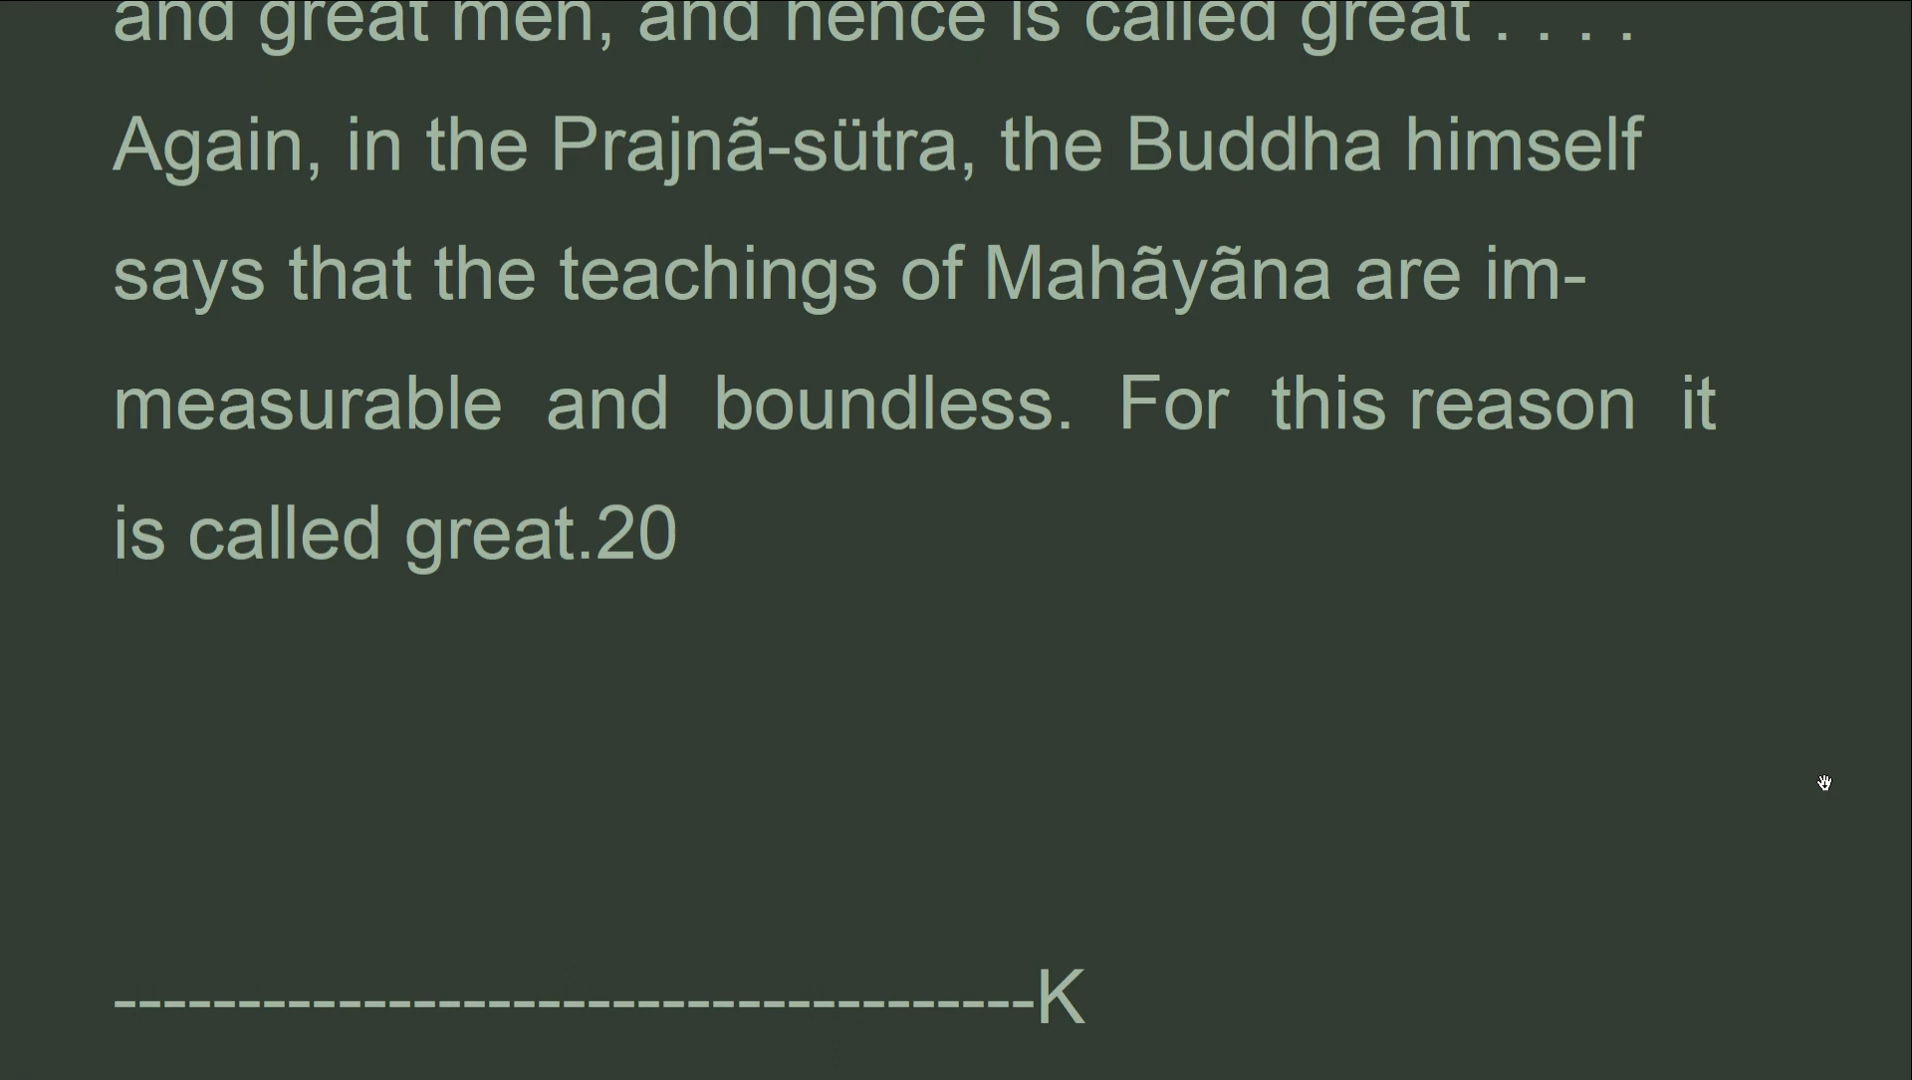 and great men, and hence is called great . . . .
Again, in the Prajnã-sütra, the Buddha himself
says that the teachings of Mahãyãna are im-
measurable and boundless. For this reason it
is called great.20
-------------------------------------K